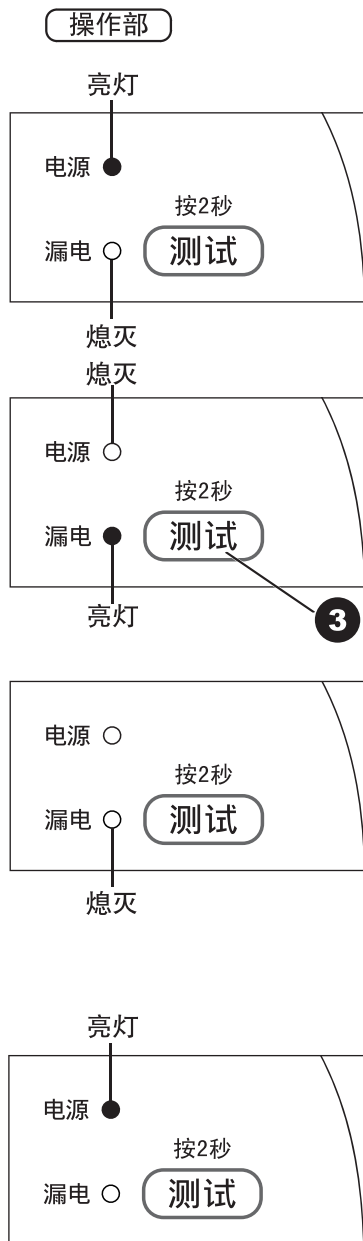 操作部
亮灯
电源
按2秒
漏电 测试
熄灭
熄灭
电源
按2秒
漏电 测试
亮灯
3
电源
按2秒
漏电 测试
熄灭
亮灯
电源
按2秒
漏电 测试